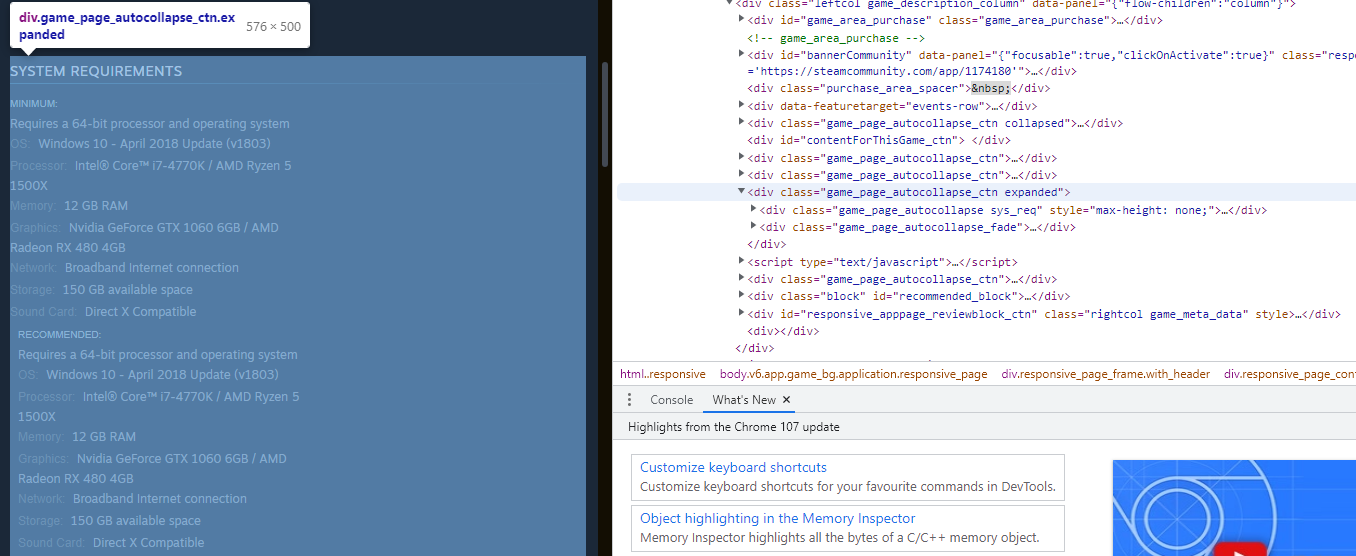 div.game_page_autocollapse_ctn.ex
panded
576 × 500
SYSTEM REQUIREMENTS
MINIMUM:
Requires a 64-bit processor and operating system
OS: Windows 10 - April 2018 Update (v1803)
Processor: Intel® Core™ i7-4770K / AMD Ryzen 5
1500X
Memory: 12 GB RAM
Graphics: Nvidia GeForce GTX 1060 6GB / AMD
Radeon RX 480 4GB
Network: Broadband Internet connection
Storage: 150 GB available space
Sound Card: Direct X Compatible
RECOMMENDED:
Requires a 64-bit processor and operating system
OS: Windows 10 - April 2018 Update (v1803)
Processor: Intel® Core™ i7-4770K / AMD Ryzen 5
1500X
Memory: 12 GB RAM
Graphics: Nvidia GeForce GTX 1060 6GB / AMD
Radeon RX 480 4GB
Network: Broadband Internet connection
Storage: 150 GB available space
Sound Card: Direct X Compatible
<div class="leftcol game_description_column" data-panel="{"flow-children":"column"}">
<div id="game_area_purchase" class="game_area_purchase">…</div>
<!-- game_area_purchase -->
<div id="bannerCommunity" data-panel="{"focusable":true,"clickOnActivate":true}" class="resp
='https://steamcommunity.com/app/1174180'">…</div>
<div class="purchase_area_spacer">&nbsp;</div>
<div data-featuretarget="events-row">…</div>
<div class="game_page_autocollapse_ctn collapsed">…</div>
<div id="contentForThisGame_ctn"> </div>
<div class="game_page_autocollapse_ctn">…</div>
<div class="game_page_autocollapse_ctn">…</div>
<div class="game_page_autocollapse_ctn expanded">
<div class="game_page_autocollapse sys_req" style="max-height: none;">…</div>
<div class="game_page_autocollapse_fade">…</div>
</div>
<script type="text/javascript">…</script>
<div class="game_page_autocollapse_ctn">…</div>
<div class="block" id="recommended_block">…</div>
<div id="responsive_apppage_reviewblock_ctn" class="rightcol game_meta_data" style>…</div>
<div></div>
</div>
html..responsive body.v6.app.game_bg.application.responsive_page div.responsive_page_frame.with_header div.responsive_page_con
Console What's New ×
Highlights from the Chrome 107 update
Customize keyboard shortcuts
Customize keyboard shortcuts for your favourite commands in DevTools.
Object highlighting in the Memory Inspector
Memory Inspector highlights all the bytes of a C/C++ memory object.